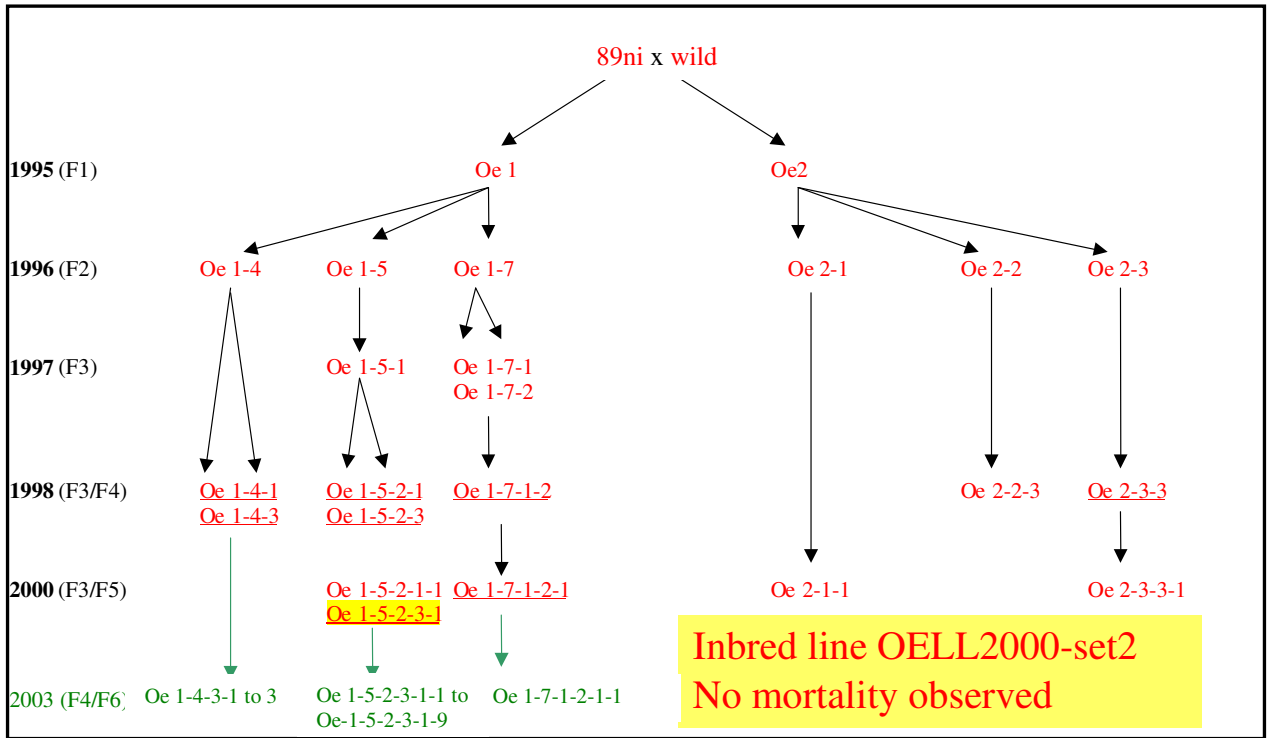 89ni x wild
1995 (F1) Oe 1 Oe2
1996 (F2) Oe 1-4 Oe 1-5 Oe 1-7 Oe 2-1 Oe 2-2 Oe 2-3
1997 (F3) Oe 1-5-1 Oe 1-7-1
Oe 1-7-2
1998 (F3/F4) Oe 1-4-1 Oe 1-5-2-1 Oe 1-7-1-2 Oe 2-2-3 Oe 2-3-3
Oe 1-4-3 Oe 1-5-2-3
2000 (F3/F5) Oe 1-5-2-1-1 Oe 1-7-1-2-1 Oe 2-1-1 Oe 2-3-3-1
Oe 1-5-2-3-1
Inbred line OELL2000-set2
No mortality observed
2003 (F4/F6) Oe 1-4-3-1 to 3 Oe 1-5-2-3-1-1 to Oe 1-7-1-2-1-1
Oe-1-5-2-3-1-9